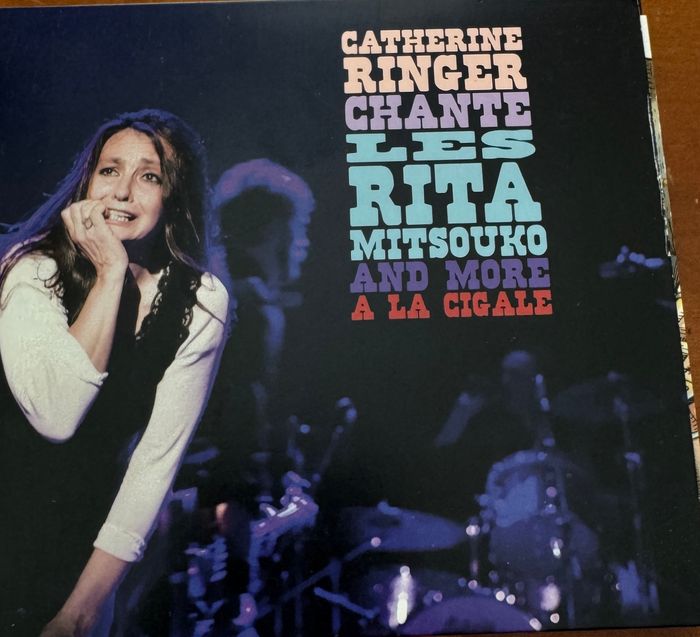 CATHERINE
RINGER
CHANTE
LES
RITA
MITSOUKO
AND MORE
A LA CIGALE